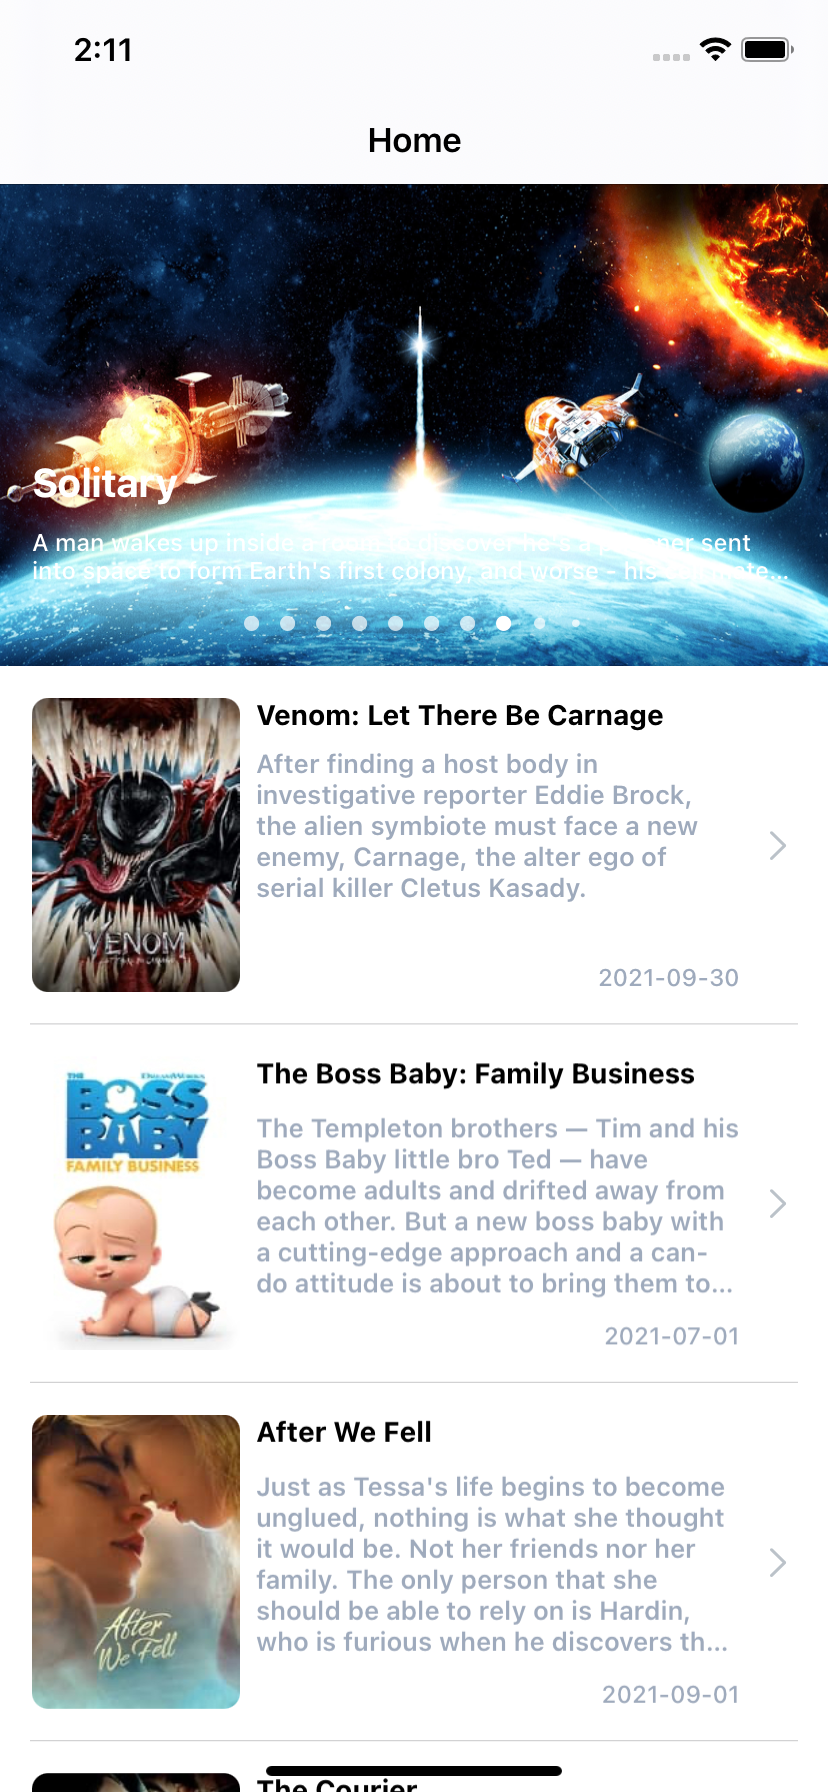 2:11
Home
Solitary
A man wakes up inside a room to discover he's a prisoner sent
into space to form Earth's first colony, and worse - his
Venom: Let There Be Carnage
After finding a host body in
investigative reporter Eddie Brock,
the alien symbiote must face a new
enemy, Carnage, the alter ego of
serial killer Cletus Kasady.
2021-09-30
VENOM
The Boss Baby: Family Business
The Templeton brothers — Tim and his
Boss Baby little bro Ted — have
become adults and drifted away from
each other. But a new boss baby with
a cutting-edge approach and a can-
do attitude is about to bring them to...
2021-07-01
THE
DREAMWORKS
BOSS
BABY
FAMILY BUSINESS
After We Fell
Just as Tessa's life begins to become
unglued, nothing is what she thought
it would be. Not her friends nor her
family. The only person that she
should be able to rely on is Hardin,
who is furious when he discovers th...
2021-09-01
After
We Fell
The Courier